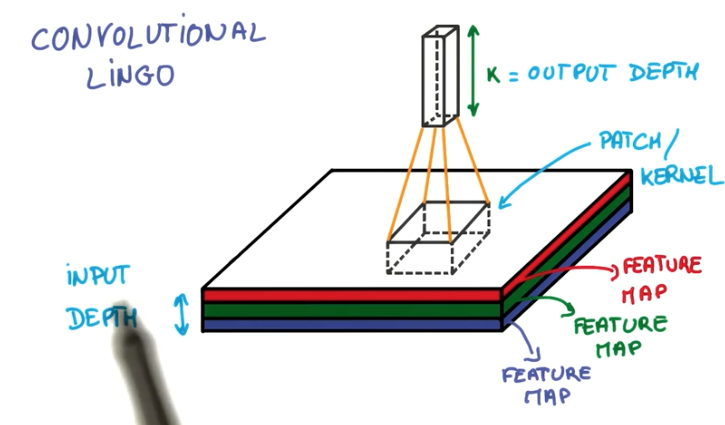 CONVOLUTIONAL
LINGO
K = OUTPUT DEPTH
PATCH/
KERNEL
INPUT
DEPTH
FEATURE
MAP
FEATURE
MAP
FEATURE
MAP